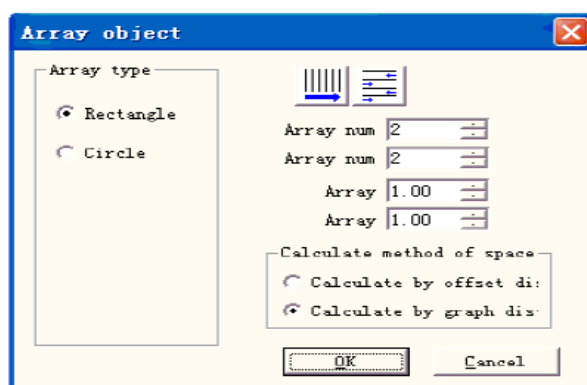 Array object
Array type
Rectangle
Circle
Array num 2
Array num 2
Array 1.00
Array 1.00
Calculate method of space
Calculate by offset di
Calculate by graph dis
OK
Cancel